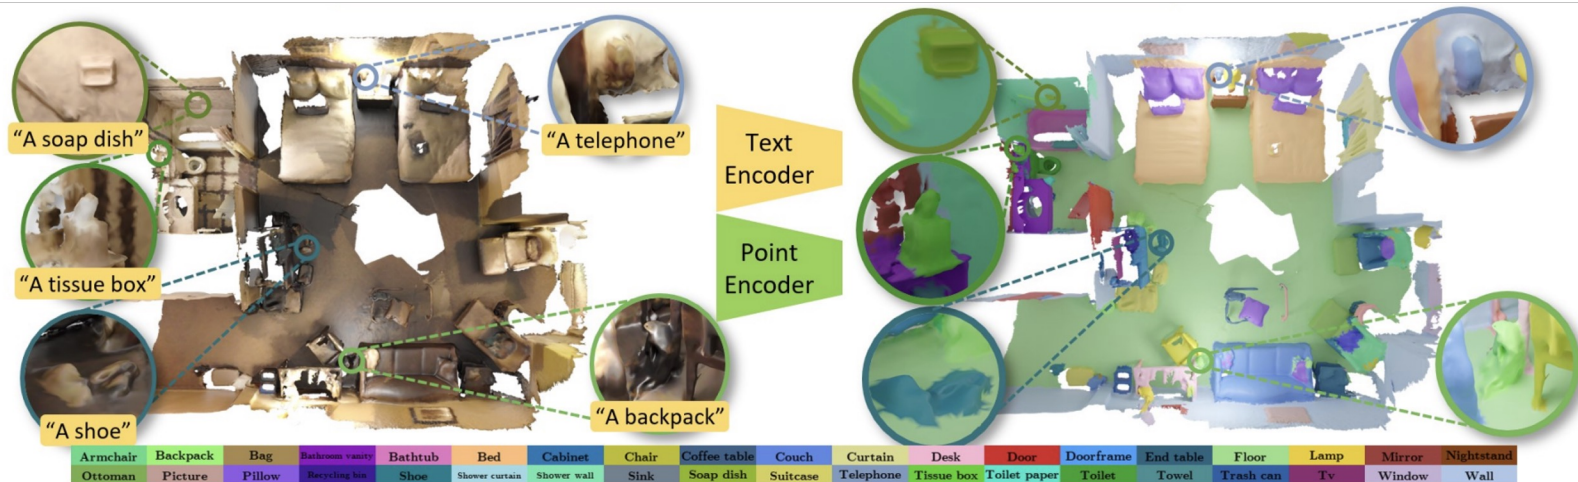 "A soap dish"
"A telephone"
"A tissue box"
"A shoe"
"A backpack"
Text
Encoder
Point
Encoder
Armchair Backpack Bag Bathroom vanity Bathtub Bed Cabinet Chair Coffee table Couch Curtain Desk Door Doorframe End table Floor Lamp Mirror Nightstand
Ottoman Picture Pillow Recycling bin Shoe Shower curtain Shower wall Sink Soap dish Suitcase Telephone Tissue box Toilet paper Toilet Towel Trash can Tv Window Wall